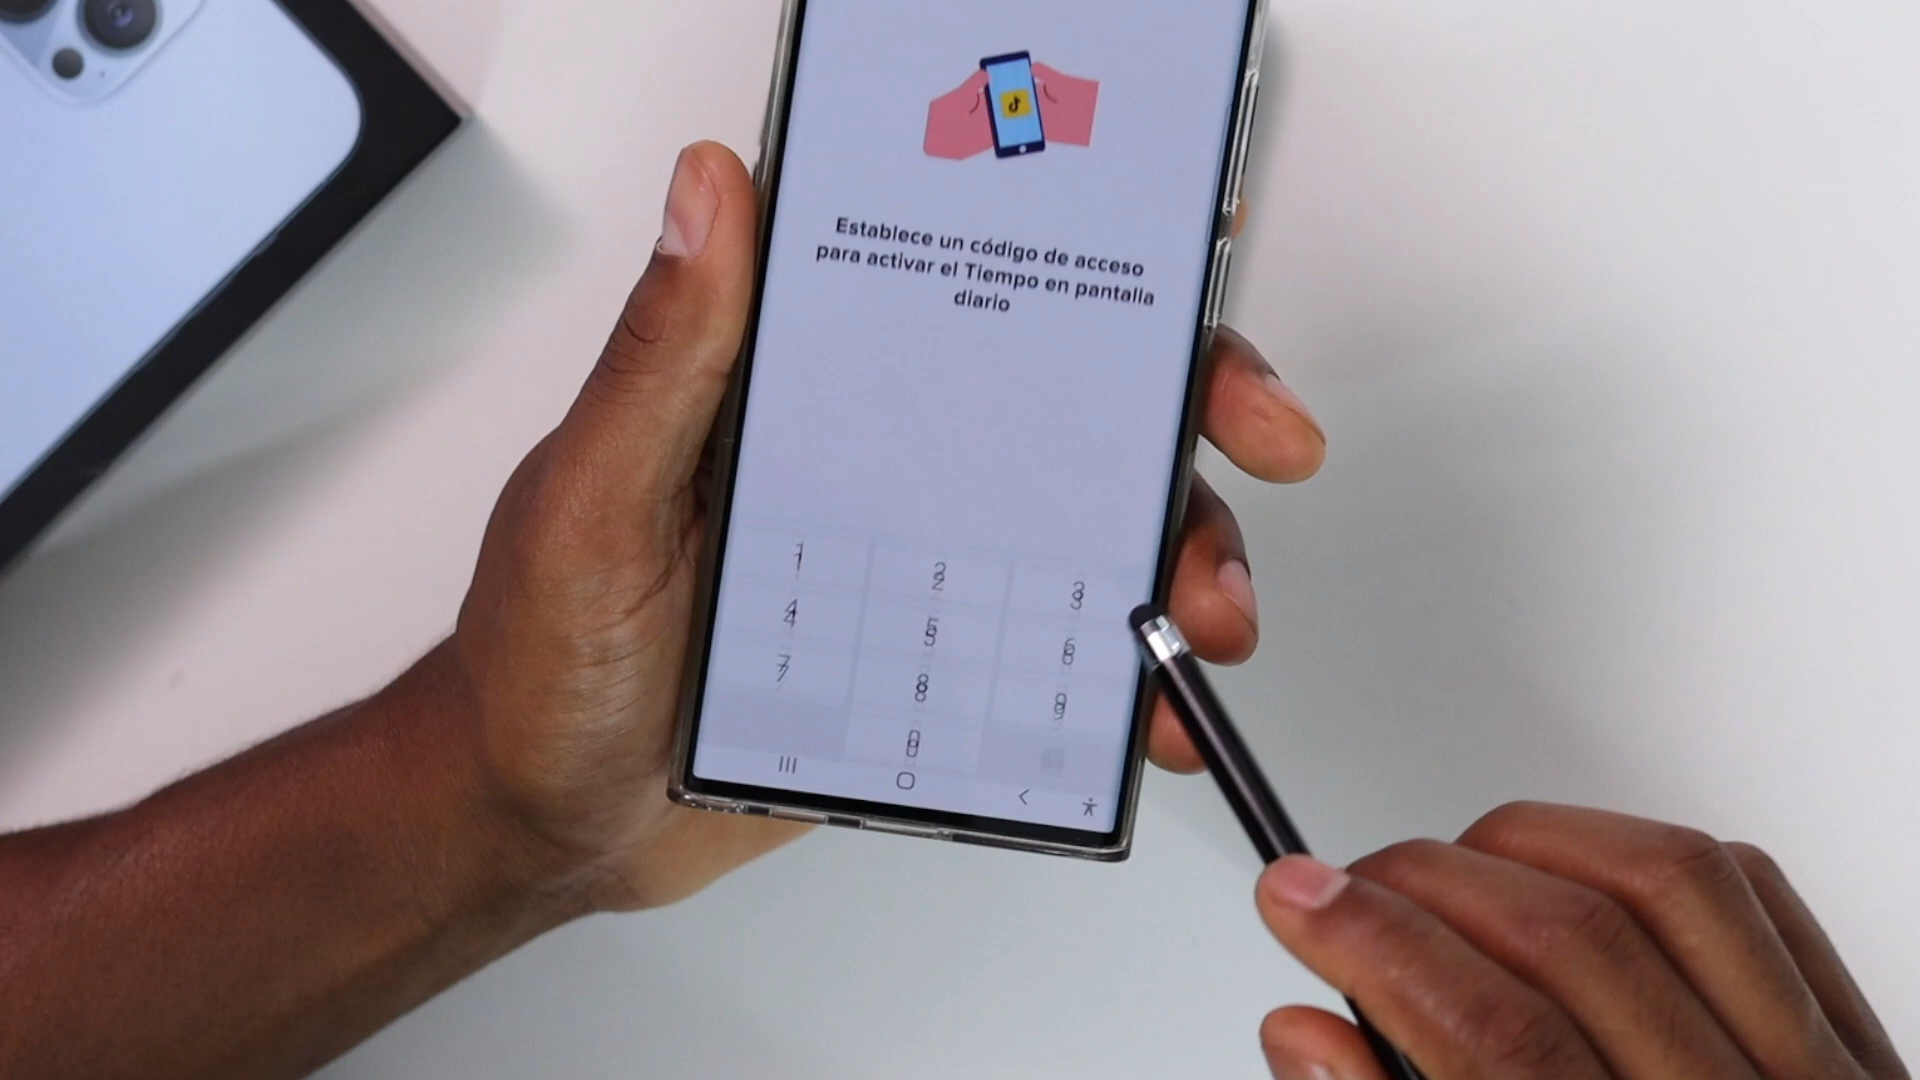 Establece un código de acceso
para activar el Tiempo en pantalla
diario
1 2 3
4 5 6
7 8 9
0